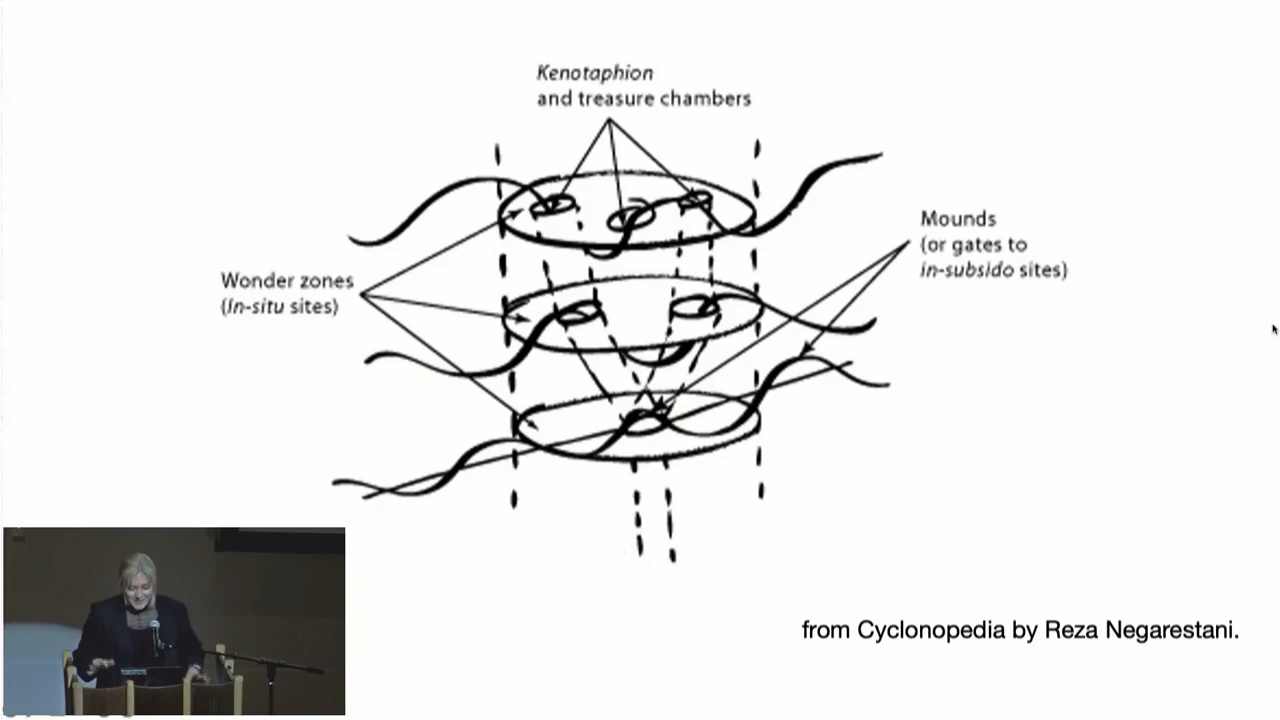 Kenotaphion
and treasure chambers
Mounds
(or gates to
in-subsido sites)
Wonder zones
(In-situ sites)
from Cyclonopedia by Reza Negarestani.